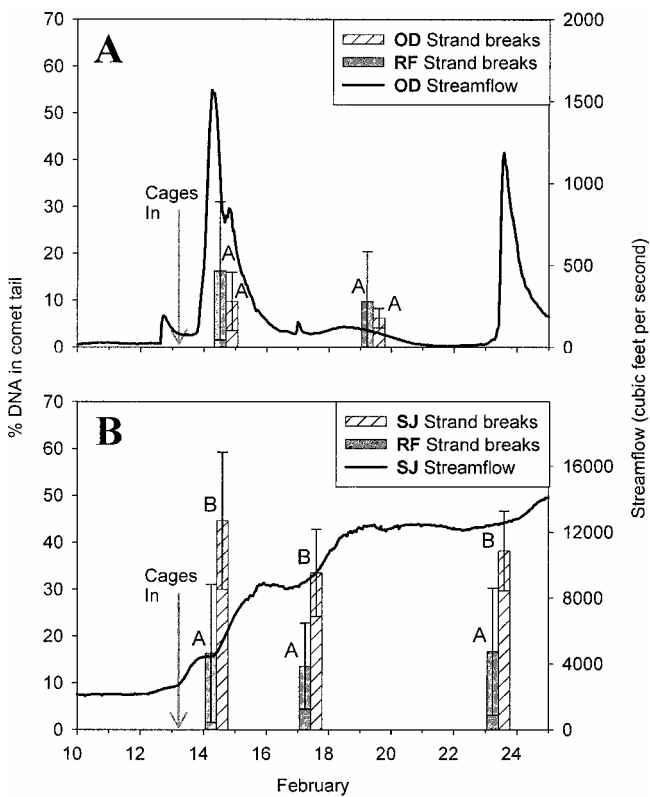 A
OD Strand breaks
RF Strand breaks
OD Streamflow
70
60
50
40
30
20
10
0
2000
1500
1000
500
0
Cages
In
A
A
A
A
% DNA in comet tail
Streamflow (cubic feet per second)
B
SJ Strand breaks
RF Strand breaks
SJ Streamflow
70
60
50
40
30
20
10
0
16000
12000
8000
4000
0
Cages
In
A
B
A
B
A
B
10
12
14
16
18
20
22
24
February